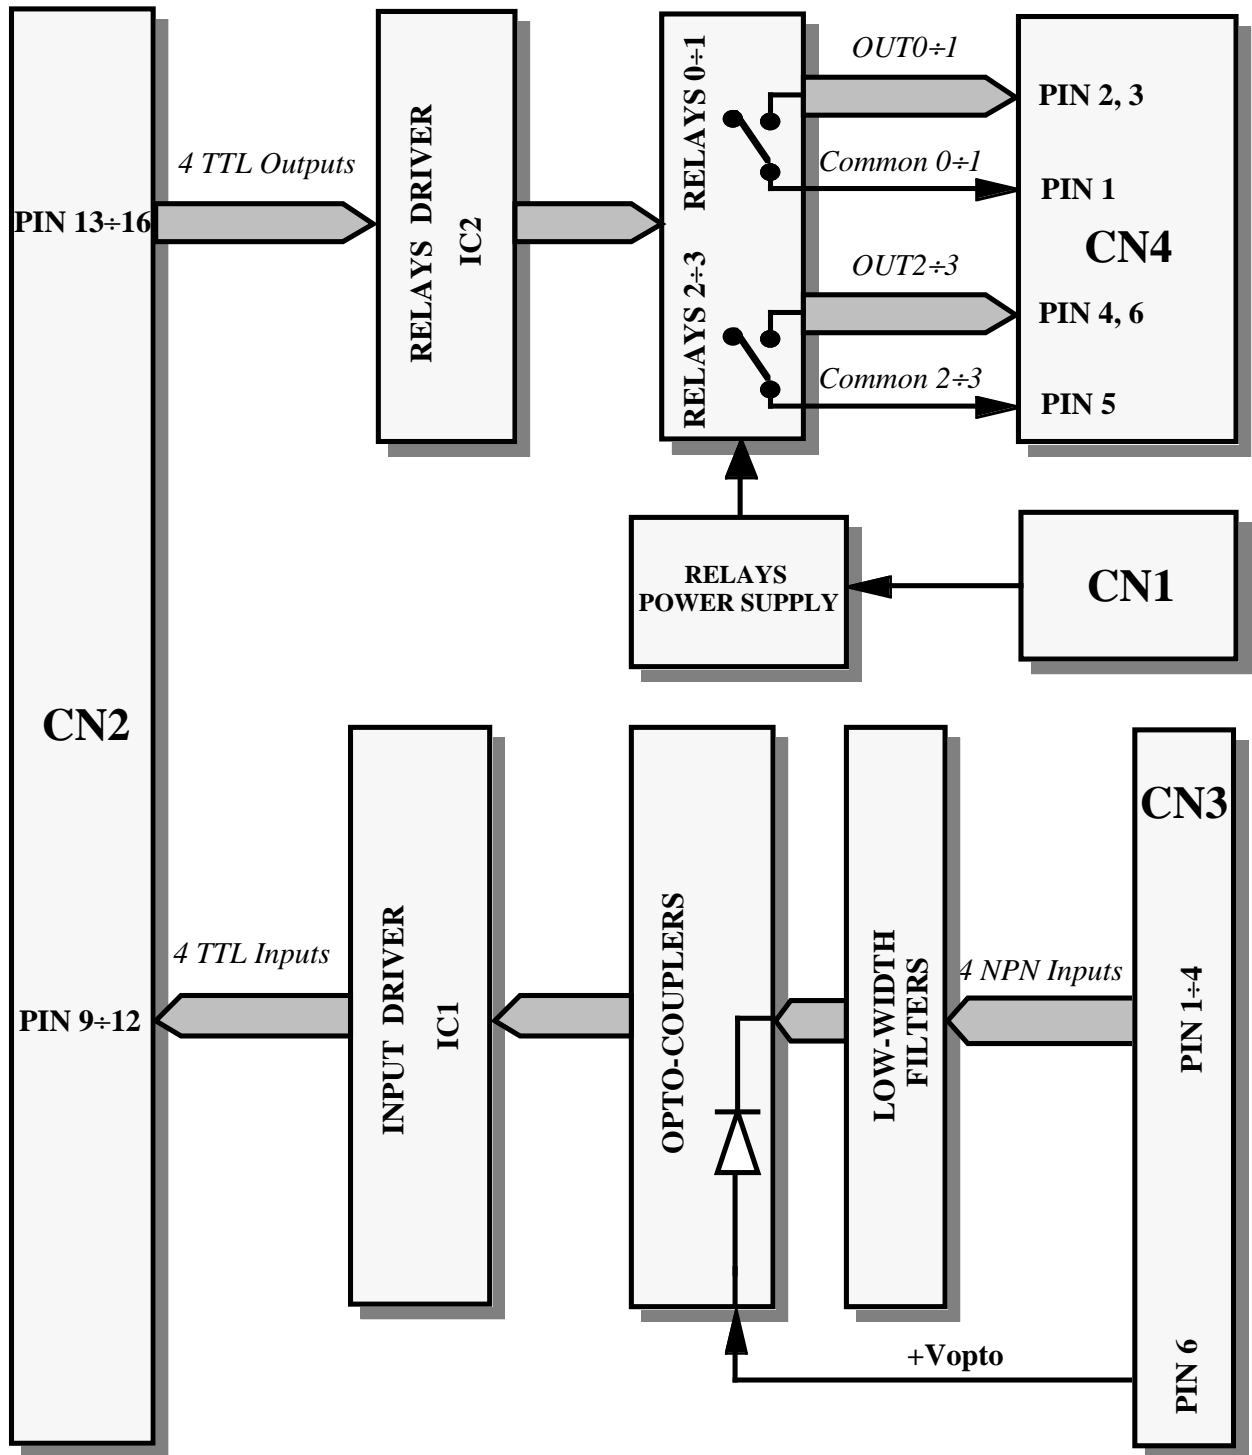 4 TTL Outputs
PIN 13÷16
RELAYS DRIVER
IC2
RELAYS 0÷1
RELAYS 2÷3
OUT0÷1
PIN 2, 3
Common 0÷1
PIN 1
CN4
OUT2÷3
PIN 4, 6
Common 2÷3
PIN 5
RELAYS
POWER SUPPLY
CN1
CN2
4 TTL Inputs
PIN 9÷12
INPUT DRIVER
IC1
OPTO-COUPLERS
LOW-WIDTH
FILTERS
4 NPN Inputs
CN3
PIN 1÷4
+Vopto
PIN 6